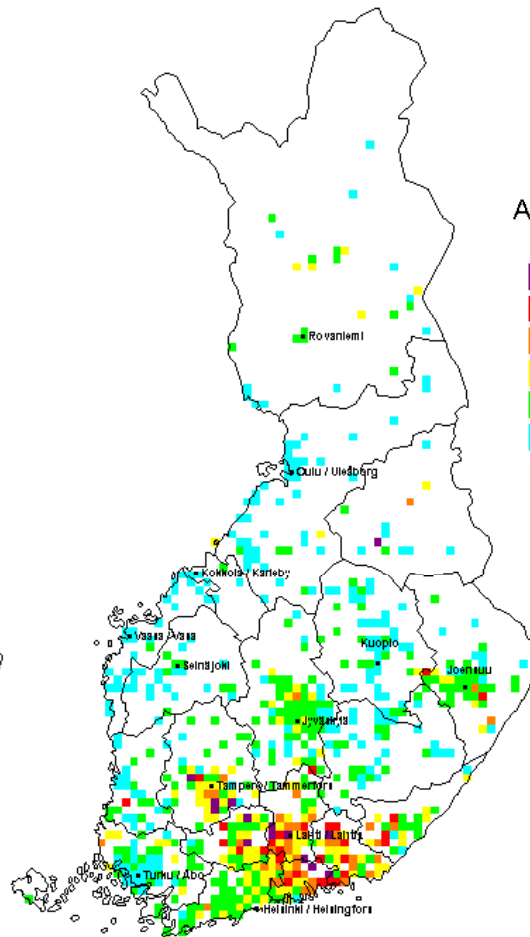 A
Rovaniemi
Oulu / Uleåborg
Kokkola / Karleby
Vaasa / Vasa
Kuopio
Seinäjoki
Joensuu
Jyväskylä
Tampere / Tammerfors
Lahti / Lahtis
Turku / Åbo
Helsinki / Helsingfors